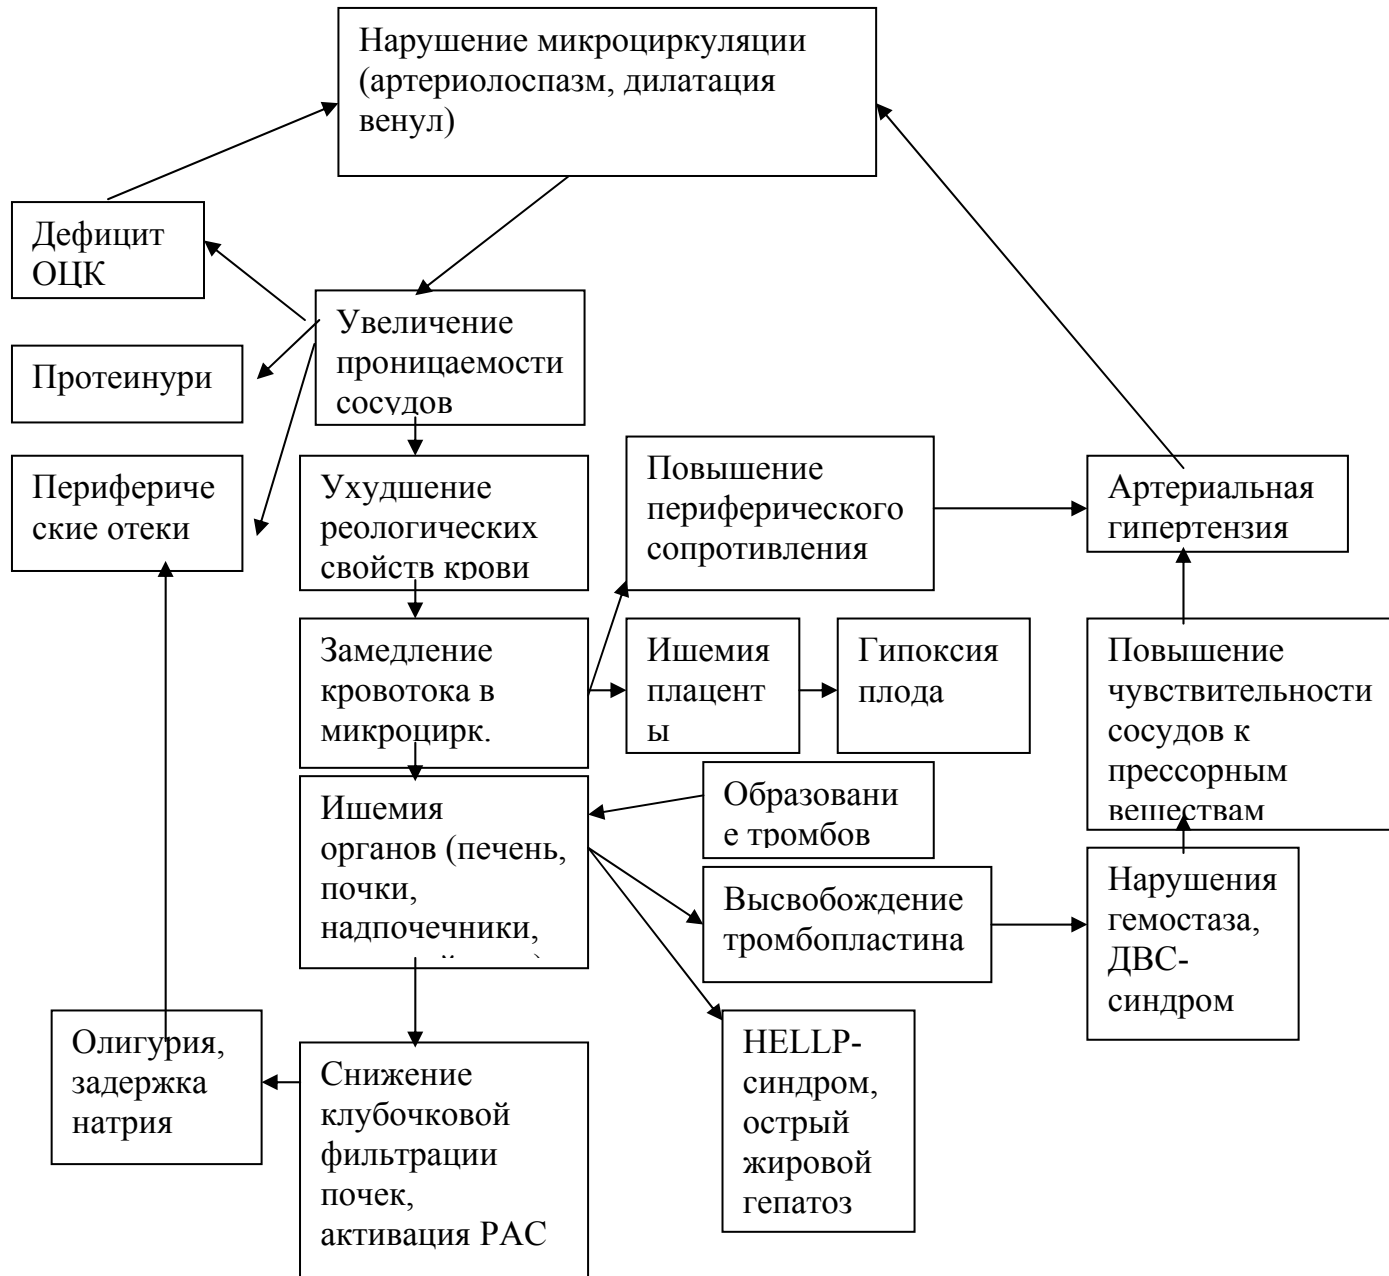 Нарушение микроциркуляции
(артериолоспазм, дилатация
венул)
Дефицит
ОЦК
Увеличение
проницаемости
сосудов
Протеинури
Перифериче
ские отеки
Ухудшение
реологических
свойств крови
Повышение
периферического
сопротивления
Артериальная
гипертензия
Замедление
кровотока в
микроцирк.
Ишемия
плацент
ы
Гипоксия
плода
Повышение
чувствительности
сосудов к
прессорным
веществам
Ишемия
органов (печень,
почки,
надпочечники,
Образовани
е тромбов
Высвобождение
тромбопластина
Нарушения
гемостаза,
ДВС-
синдром
Олигурия,
задержка
натрия
Снижение
клубочковой
фильтрации
почек,
активация РАС
HELLP-
синдром,
острый
жировой
гепатоз